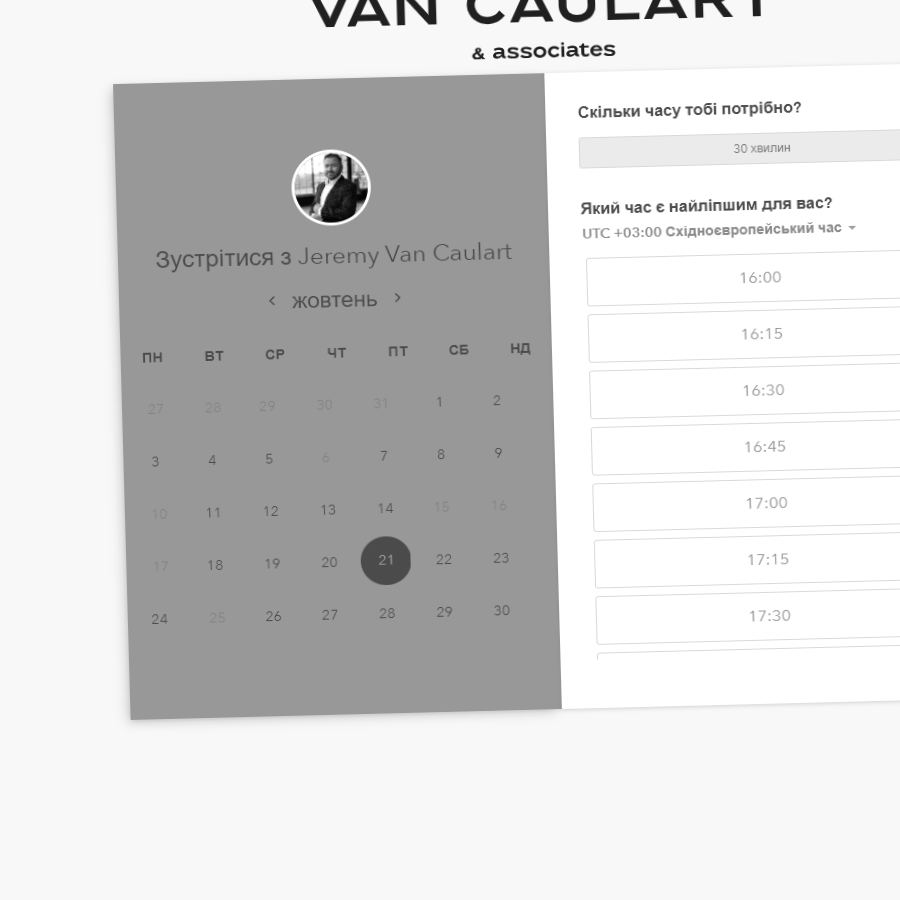 VAN CAULART
& associates
Зустрітися з Jeremy Van Caulart
жовтень
ПН ВТ СР ЧТ ПТ СБ НД
27 28 29 30 31 1 2
3 4 5 6 7 8 9
10 11 12 13 14 15 16
17 18 19 20 21 22 23
24 25 26 27 28 29 30
Скільки часу тобі потрібно?
30 хвилин
Який час є найліпшим для вас?
UTC +03:00 Східноєвропейський час
16:00
16:15
16:30
16:45
17:00
17:15
17:30